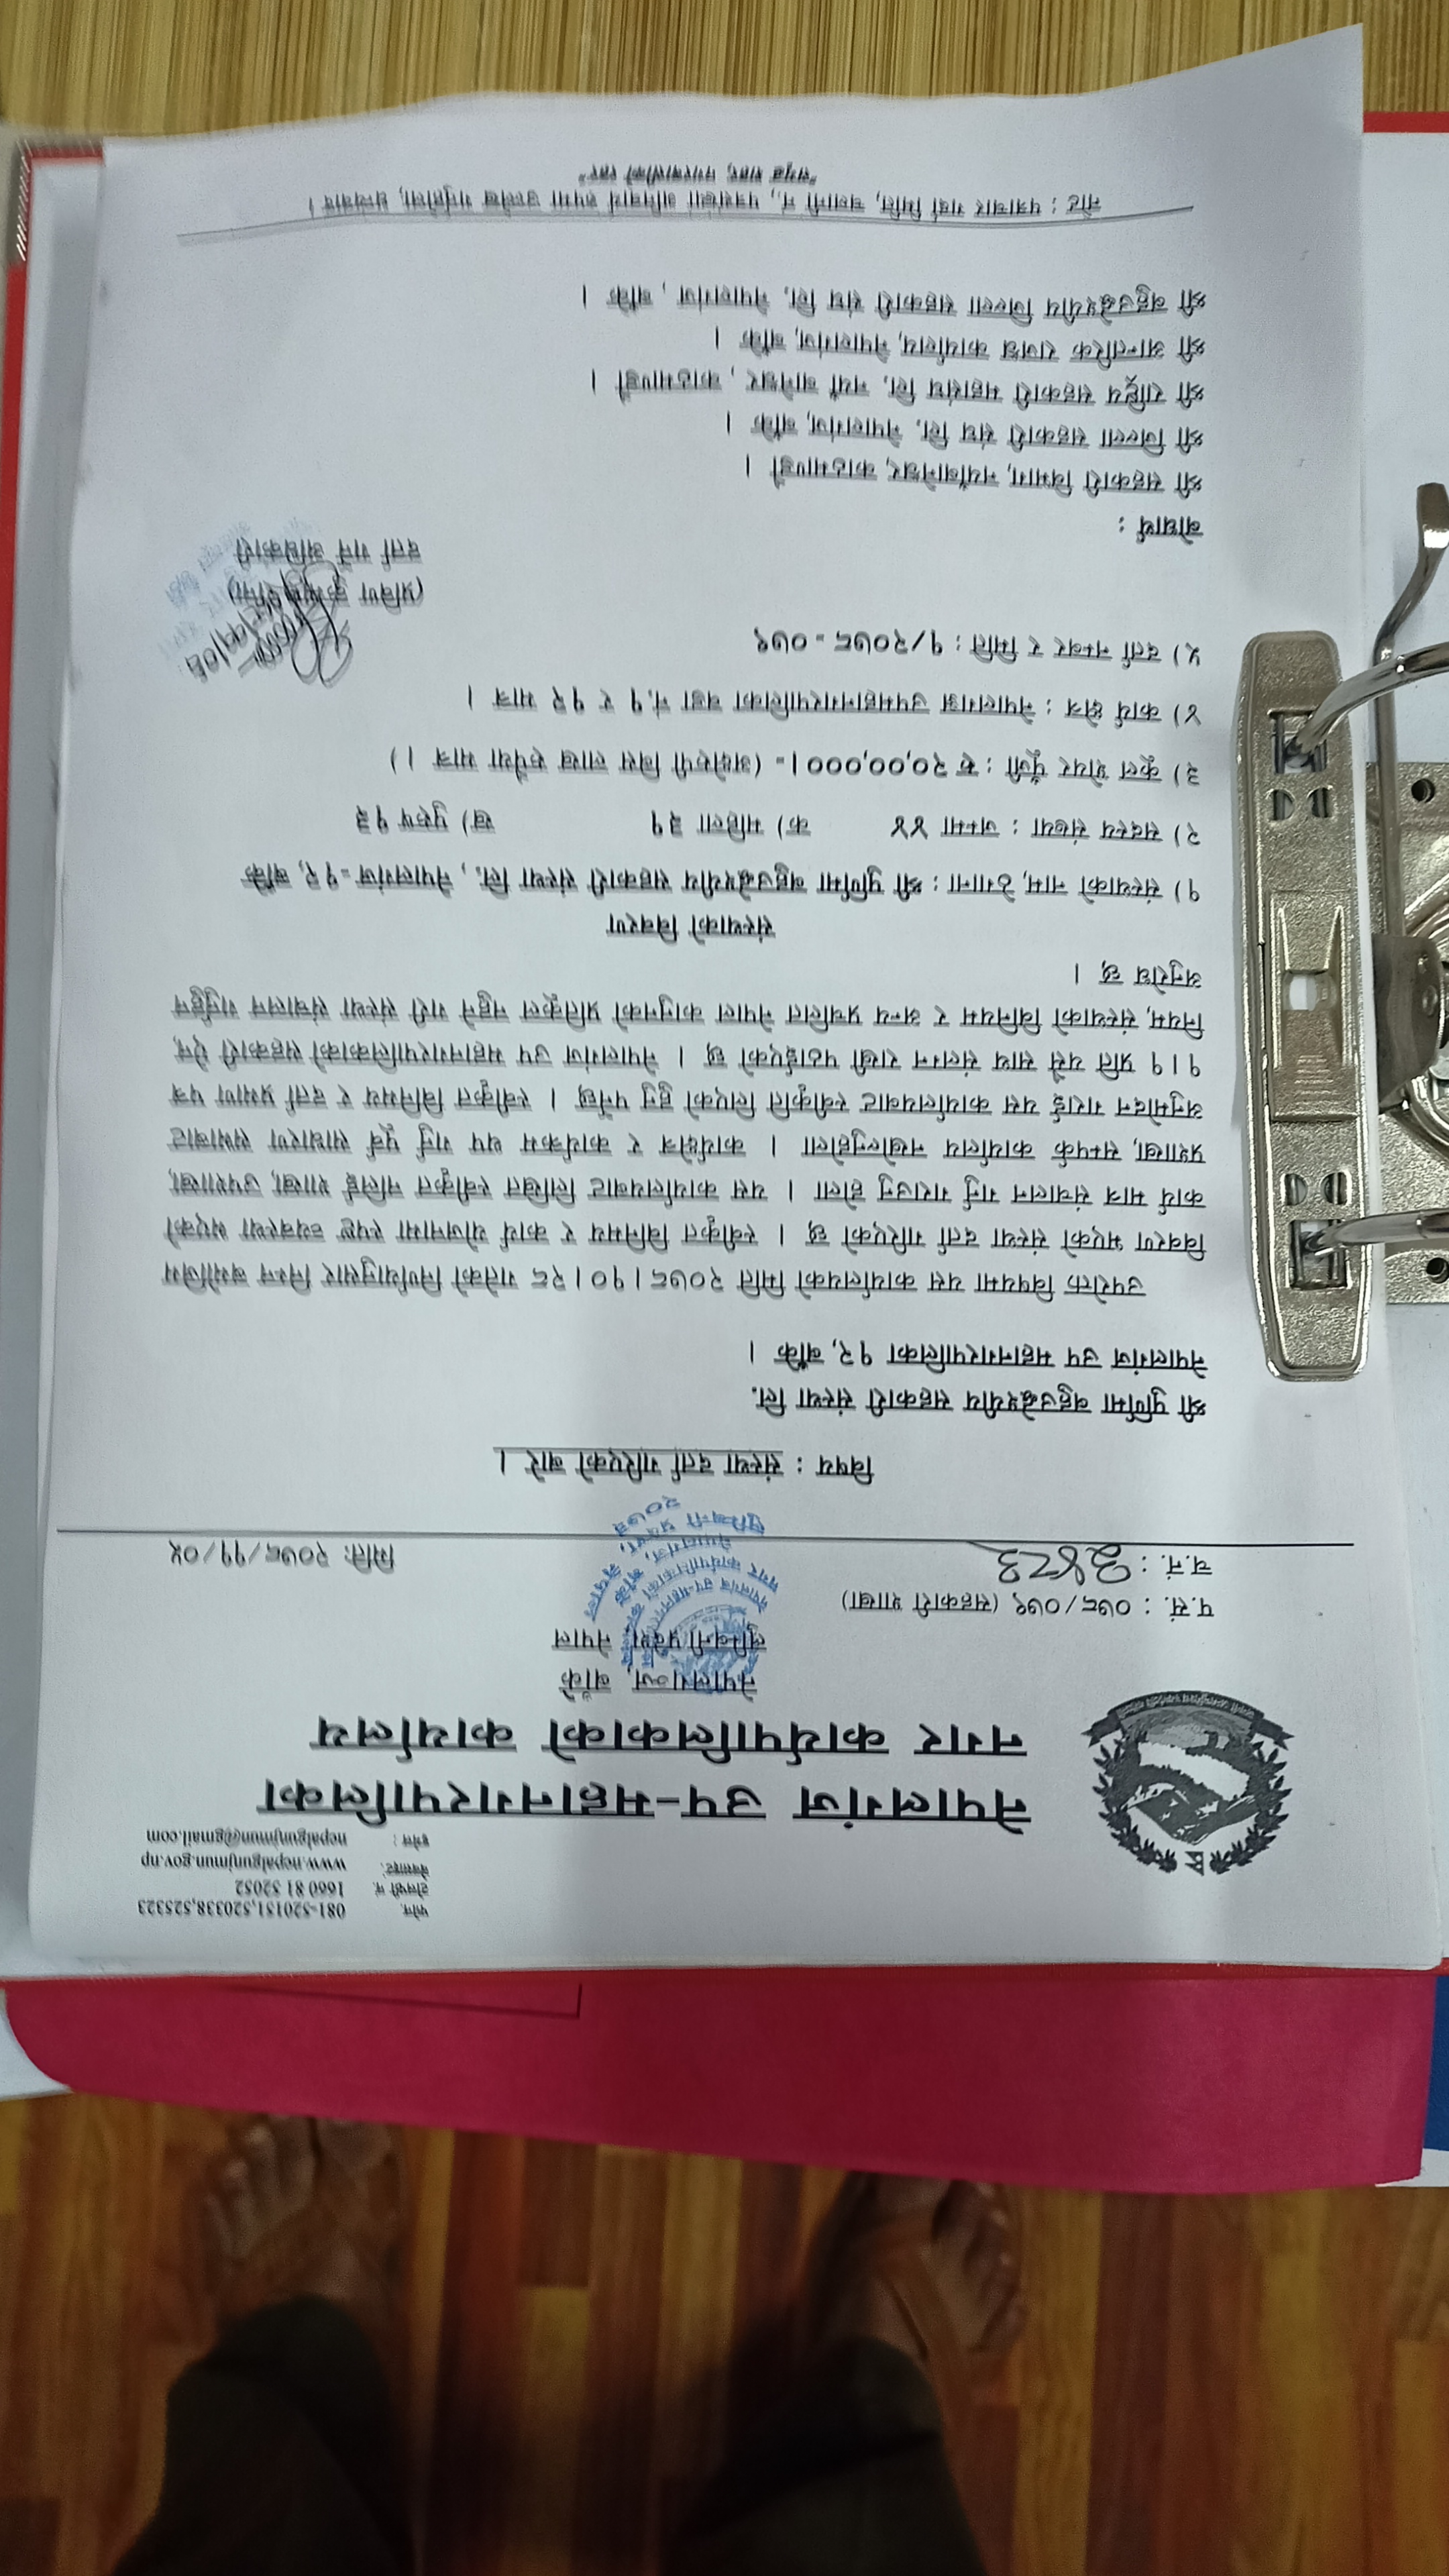 फोन. 081-520151,520338,525323
टोलफ्री नं. 1660 81 52052
वेबसाइट: www.nepalgunjmun.gov.np
इमेल : nepalgunjmun@gmail.com
नेपालगंज उप-महानगरपालिका
नगर कार्यपालिकाको कार्यालय
नेपालगञ्ज, बाँके
लुम्बिनी प्रदेश, नेपाल
प.सं. : ०७८/०७९ (सहकारी शाखा)
च.नं. : ३४८३
मितिः २०७८/११/०५
नेपालगंज उप-महानगरपालिका
नगर कार्यपालिकाको कार्यालय
नेपालगंज, बाँके
लुम्बिनी प्रदेश, नेपाल
२०७३
विषय : संस्था दर्ता गरिएको बारे ।
श्री पुर्णिमा बहुउद्धेश्यीय सहकारी संस्था लि.
नेपालगंज उप महानगरपालिका १२, बाँके ।
उपरोक्त विषयमा यस कार्यालयको मिति २०७८।१०।२८ गतेको निर्णयानुसार निम्न बमोजिम
विवरण भएको संस्था दर्ता गरिएको छ । स्वीकृत विनिमय र कार्य योजनामा स्पष्ट व्यवस्था भएको
कार्य मात्र संचालन गर्नु गराउनु होला । यस कार्यालयबाट लिखित स्वीकृत नलिई शाखा, उपशाखा,
प्रशाखा, सम्पर्क कार्यालय नखोल्नुहोला । कार्यक्षेत्र र कार्यक्रम थप गर्नु पूर्व साधारण सभाबाट
अनुमोदन गराई यस कार्यालयबाट स्वीकृति लिएको हुनु पर्नेछ । स्वीकृत विनिमय र दर्ता प्रमाण पत्र
१।१ प्रति यसै साथ संलग्न राखी पठाईएको छ । नेपालगंज उप महानगरपालिकाको सहकारी ऐन,
नियम, संस्थाको विनियम र अन्य प्रचलित नेपाल कानुनको प्रतिकूल नहुने गरी संस्था संचालन गर्नुहुन
अनुरोध छ ।
संस्थाको विवरण
१) संस्थाको नाम, ठेगाना : श्री पुर्णिमा बहुउद्धेश्यीय सहकारी संस्था लि. , नेपालगंज -१२, बाँके
२) सदस्य संख्या : जम्मा ४४ क) महिला ३१ ख) पुरुष १३
३) कूल शेयर पूँजी : रु २०,००,०००।- (अक्षेरुपी बिस लाख रुपैया मात्र ।)
४) कार्य क्षेत्र : नेपालगञ्ज उपमहानगरपालिका वडा नं.१ र १२ मात्र ।
५) दर्ता नम्बर र मिति : १/२०७८-०७९
(प्रविण कुमार
दर्ता गर्ने अधिकारी
बोधार्थ :
श्री सहकारी विभाग, नयाँबानेश्वर, काठमाण्डौ ।
श्री जिल्ला सहकारी संघ लि. नेपालगंज, बाँके ।
श्री राष्ट्रिय सहकारी महासंघ लि. नयाँ बानेश्वर , काठमाण्डौ ।
श्री आन्तरिक राजश्व कार्यालय, नेपालगंज, बाँके ।
श्री बहुउद्धेश्यीय जिल्ला सहकारी संघ लि. नेपालगंज , बाँके ।
नोट : पत्राचार गर्दा मिति, चलानी नं., पत्रसंख्या अनिवार्य रुपमा उल्लेख गर्नुहोला, धन्यवाद ।
"समृद्ध शहर, नगरबासीको रहर"